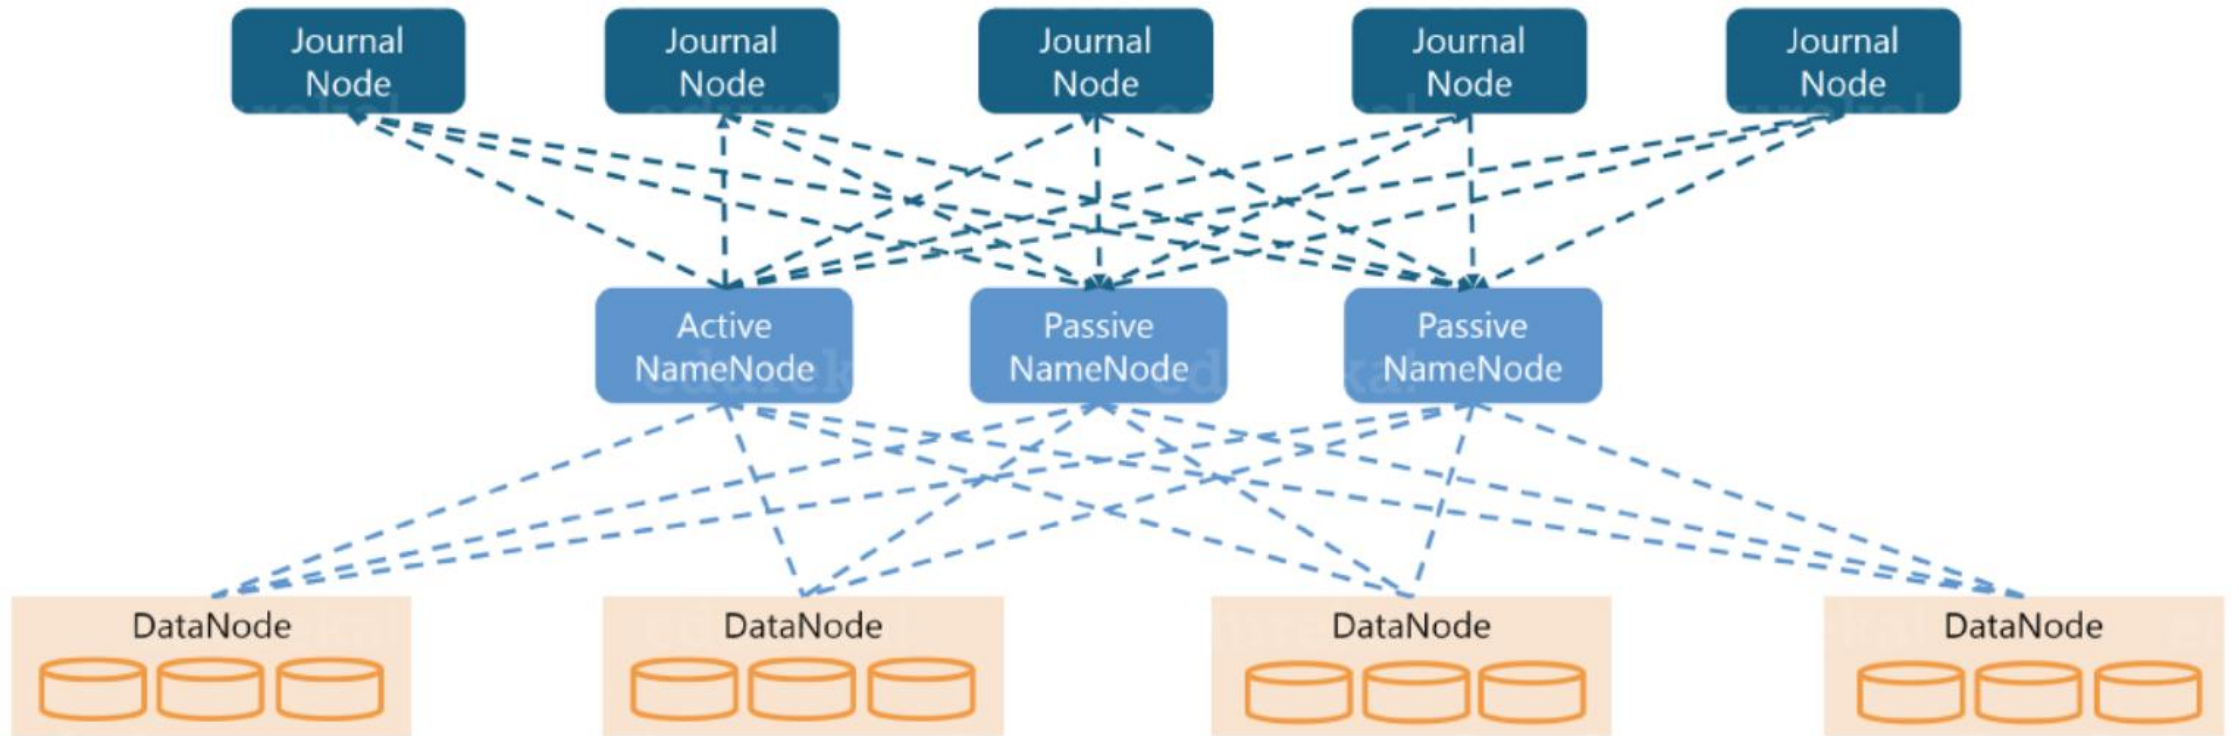 Journal
Node
Journal
Node
Journal
Node
Journal
Node
Journal
Node
Active
NameNode
Passive
NameNode
Passive
NameNode
DataNode
DataNode
DataNode
DataNode